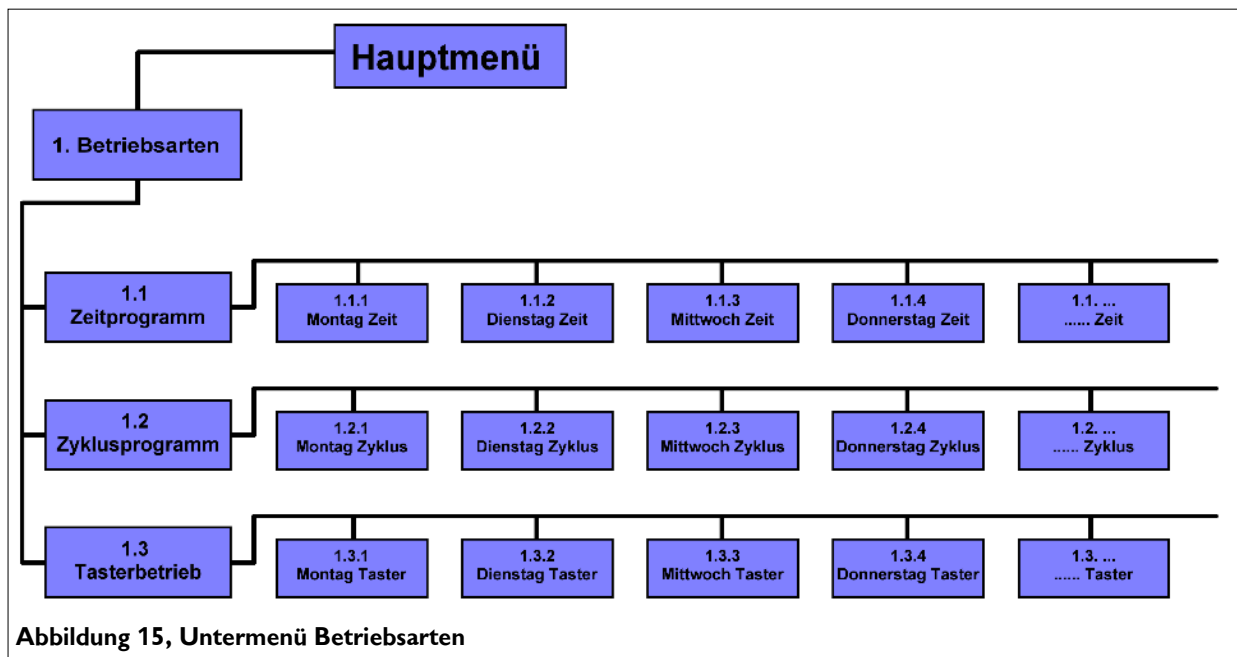 Hauptmenü
1. Betriebsarten
1.1
Zeitprogramm
1.1.1
Montag Zeit
1.1.2
Dienstag Zeit
1.1.3
Mittwoch Zeit
1.1.4
Donnerstag Zeit
1.1. ...
...... Zeit
1.2
Zyklusprogramm
1.2.1
Montag Zyklus
1.2.2
Dienstag Zyklus
1.2.3
Mittwoch Zyklus
1.2.4
Donnerstag Zyklus
1.2. ...
...... Zyklus
1.3
Tasterbetrieb
1.3.1
Montag Taster
1.3.2
Dienstag Taster
1.3.3
Mittwoch Taster
1.3.4
Donnerstag Taster
1.3. ...
...... Taster
Abbildung 15, Untermenü Betriebsarten